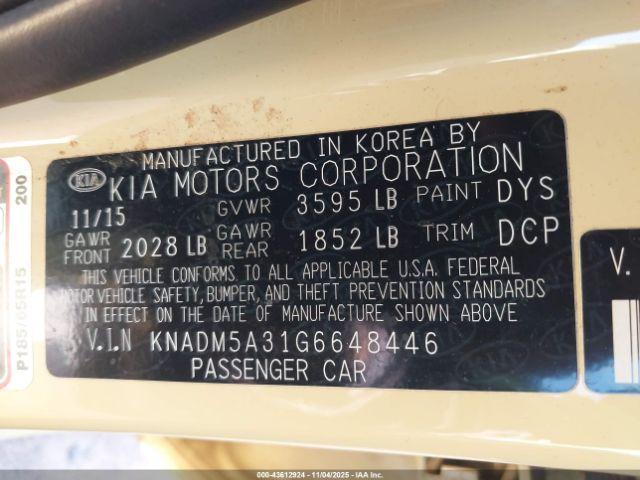 MANUFACTURED IN KOREA BY
KIA KIA MOTORS CORPORATION
11/15 GVWR 3595 LB PAINT DYS
GAWR FRONT 2028 LB GAWR REAR 1852 LB TRIM DCP
THIS VEHICLE CONFORMS TO ALL APPLICABLE U.S.A. FEDERAL
MOTOR VEHICLE SAFETY, BUMPER, AND THEFT PREVENTION STANDARDS
IN EFFECT ON THE DATE OF MANUFACTURE SHOWN ABOVE
V.I.N KNADM5A31G6648446
PASSENGER CAR
P185/65R15
200
V.
000-43612924 - 11/04/2025 - IAAI, Inc.